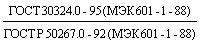 ГОСТ 30324.0 - 95 (МЭК 601 - 1 - 88)
ГОСТ Р 50267.0 - 92 (МЭК 601 - 1 - 88)